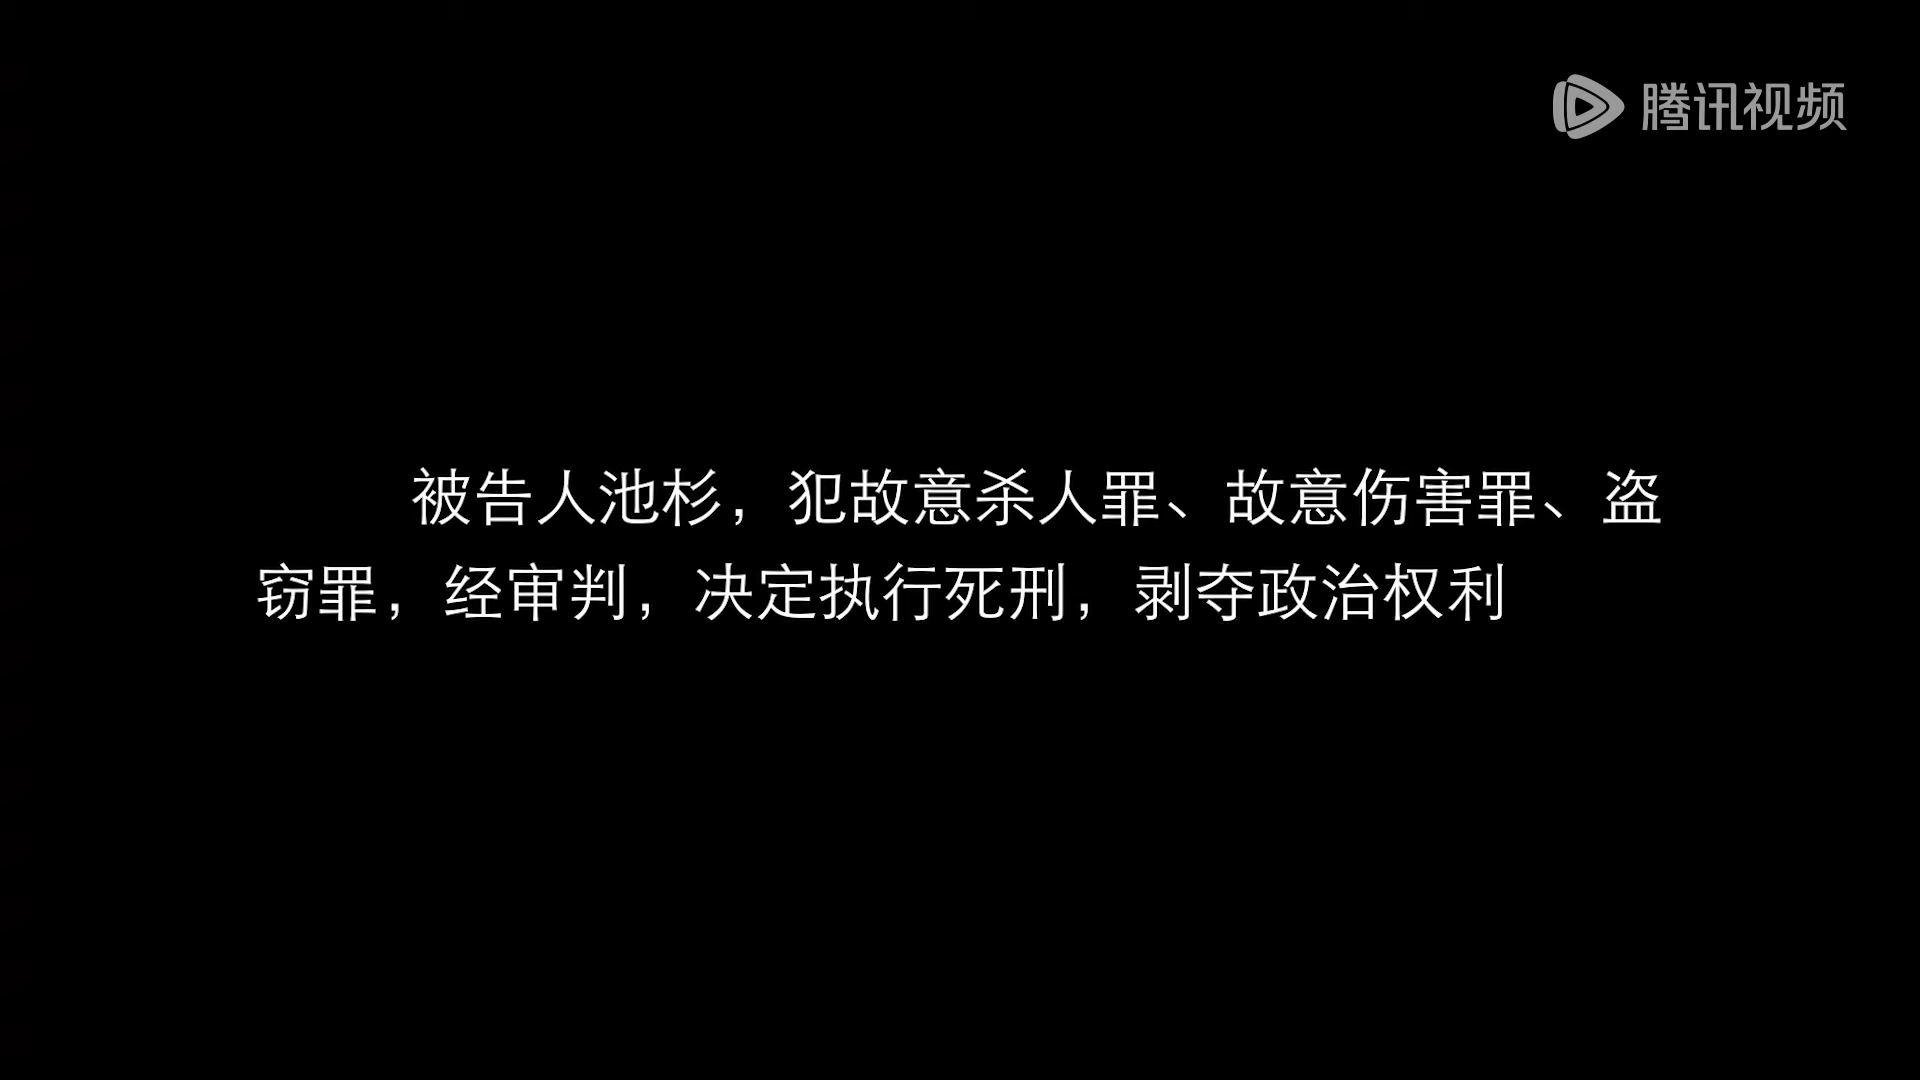 腾讯视频
被告人池杉，犯故意杀人罪、故意伤害罪、盗
窃罪，经审判，决定执行死刑，剥夺政治权利